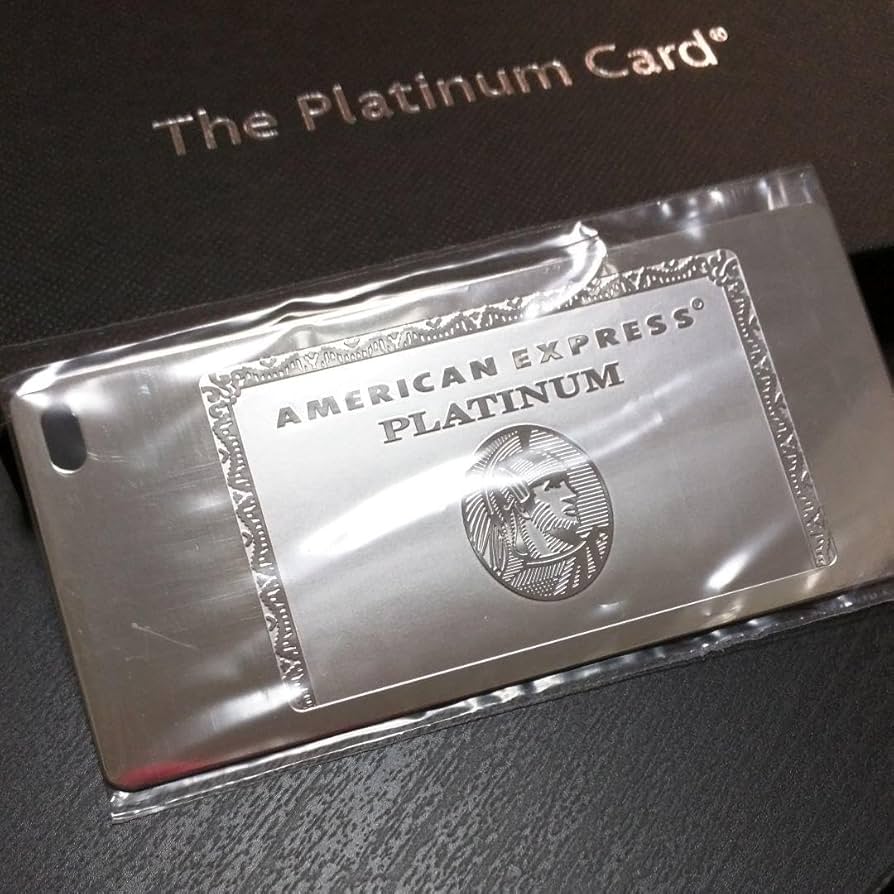 The Platinum Card®
AMERICAN EXPRESS®
PLATINUM